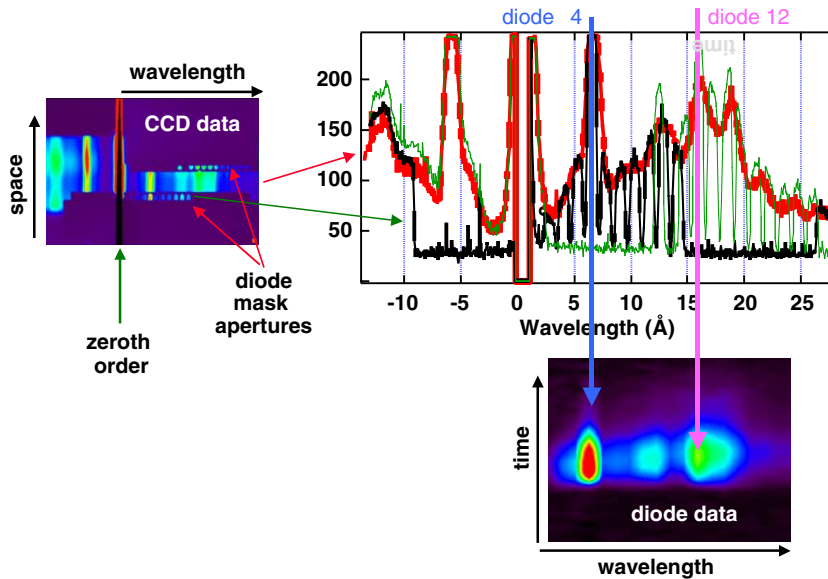 diode 4
diode 12
wavelength
CCD data
space
diode
mask
apertures
zeroth
order
time
200
150
100
50
-10
-5
0
5
10
15
20
25
Wavelength (Å)
time
diode data
wavelength